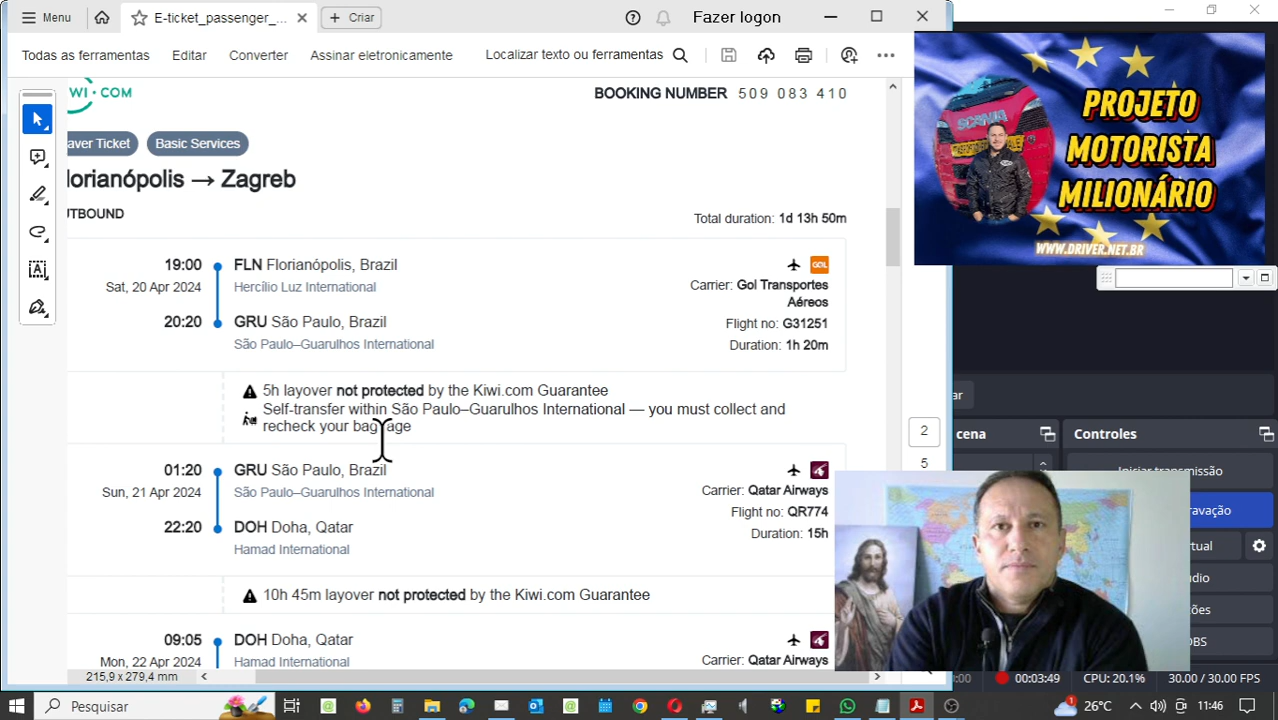 Menu
E-ticket_passenger_...
Criar
Fazer logon
Todas as ferramentas
Editar
Converter
Assinar eletronicamente
Localizar texto ou ferramentas
WI·COM
BOOKING NUMBER 509 083 410
aver Ticket
Basic Services
lorianópolis → Zagreb
UTBOUND
Total duration: 1d 13h 50m
19:00
FLN Florianópolis, Brazil
GOL
Sat, 20 Apr 2024
Hercílio Luz International
Carrier: Gol Transportes
Aéreos
20:20
GRU São Paulo, Brazil
Flight no: G31251
São Paulo–Guarulhos International
Duration: 1h 20m
5h layover not protected by the Kiwi.com Guarantee
Self-transfer within São Paulo–Guarulhos International — you must collect and
recheck your baggage
01:20
GRU São Paulo, Brazil
Sun, 21 Apr 2024
São Paulo–Guarulhos International
Carrier: Qatar Airways
Flight no: QR774
22:20
DOH Doha, Qatar
Duration: 15h
Hamad International
10h 45m layover not protected by the Kiwi.com Guarantee
09:05
DOH Doha, Qatar
Mon, 22 Apr 2024
Hamad International
Carrier: Qatar Airways
215,9 x 279,4 mm
2
5
PROJETO
MOTORISTA
MILIONÁRIO
WWW.DRIVER.NET.BR
SCANIA
ar
cena
Controles
Iniciar transmissão
ravação
rtual
dio
ões
OBS
00:03:49
CPU: 20.1%
30.00 / 30.00 FPS
Pesquisar
1
26°C
11:46